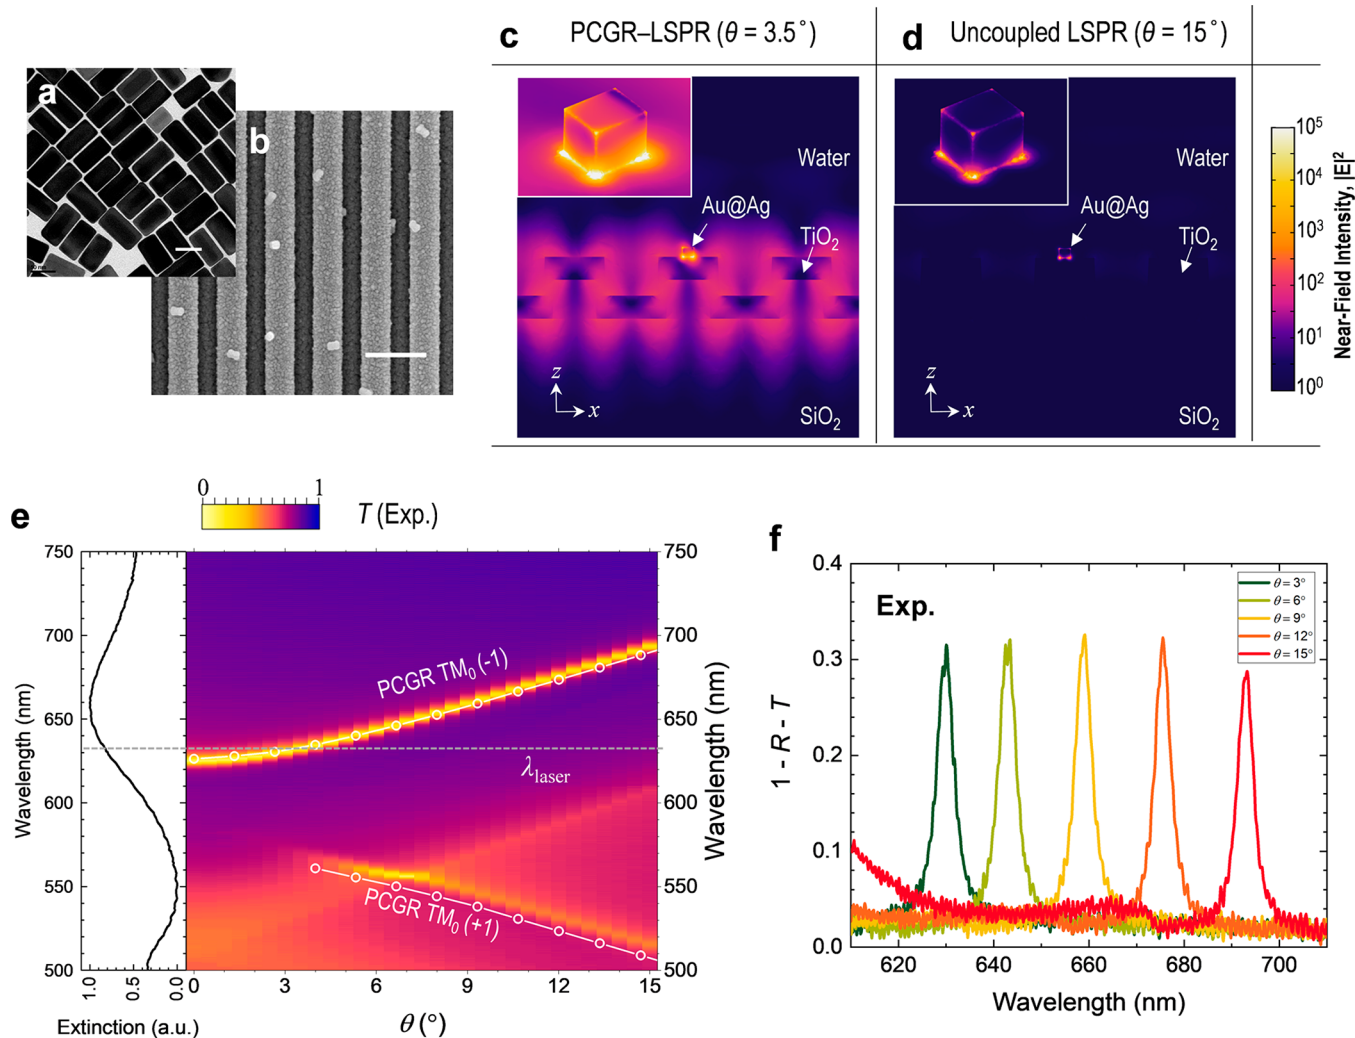 a
b
c PCGR–LSPR (θ = 3.5°)
d Uncoupled LSPR (θ = 15°)
Water
Au@Ag
TiO2
z
x
SiO2
Water
Au@Ag
TiO2
z
x
SiO2
10^5
10^4
10^3
10^2
10^1
10^0
Near-Field Intensity, |E|^2
e
0 1
T (Exp.)
750
700
650
600
550
500
Wavelength (nm)
1.0 0.5 0.0
Extinction (a.u.)
PCGR TM0 (-1)
λlaser
PCGR TM0 (+1)
0 3 6 9 12 15
θ (°)
750
700
650
600
550
500
Wavelength (nm)
f
Exp.
θ = 3°
θ = 6°
θ = 9°
θ = 12°
θ = 15°
0.4
0.3
0.2
0.1
0.0
1 - R - T
620 640 660 680 700
Wavelength (nm)